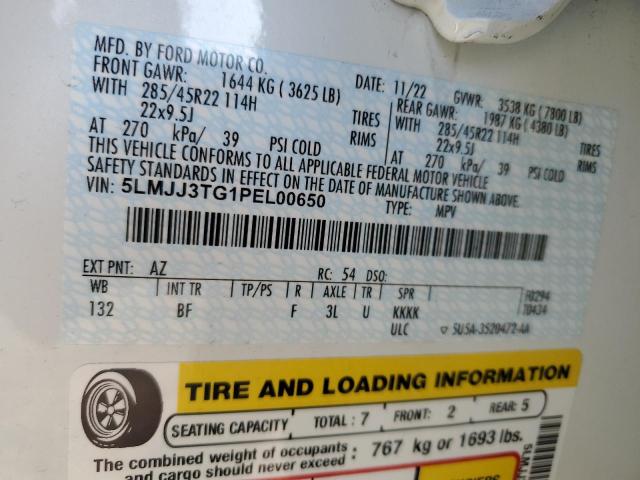 MFD. BY FORD MOTOR CO.
DATE: 11/22 GVWR: 3538 KG (7800 LB)
FRONT GAWR: 1644 KG (3625 LB) REAR GAWR: 1987 KG (4380 LB)
WITH 285/45R22 114H TIRES WITH 285/45R22 114H TIRES
22x9.5J RIMS 22x9.5J RIMS
AT 270 kPa/ 39 PSI COLD AT 270 kPa/ 39 PSI COLD
THIS VEHICLE CONFORMS TO ALL APPLICABLE FEDERAL MOTOR VEHICLE
SAFETY STANDARDS IN EFFECT ON THE DATE OF MANUFACTURE SHOWN ABOVE.
VIN: 5LMJJ3TG1PEL00650
TYPE: MPV
EXT PNT: AZ RC: 54 DSO:
WB INT TR TP/PS R AXLE TR SPR F0294
132 BF F 3L U KKKK T0434
ULC ▽ 5U5A-3520472-AA
TIRE AND LOADING INFORMATION
SEATING CAPACITY TOTAL : 7 FRONT: 2 REAR: 5
The combined weight of occupants : 767 kg or 1693 lbs.
and cargo should never exceed :
5LMJJ